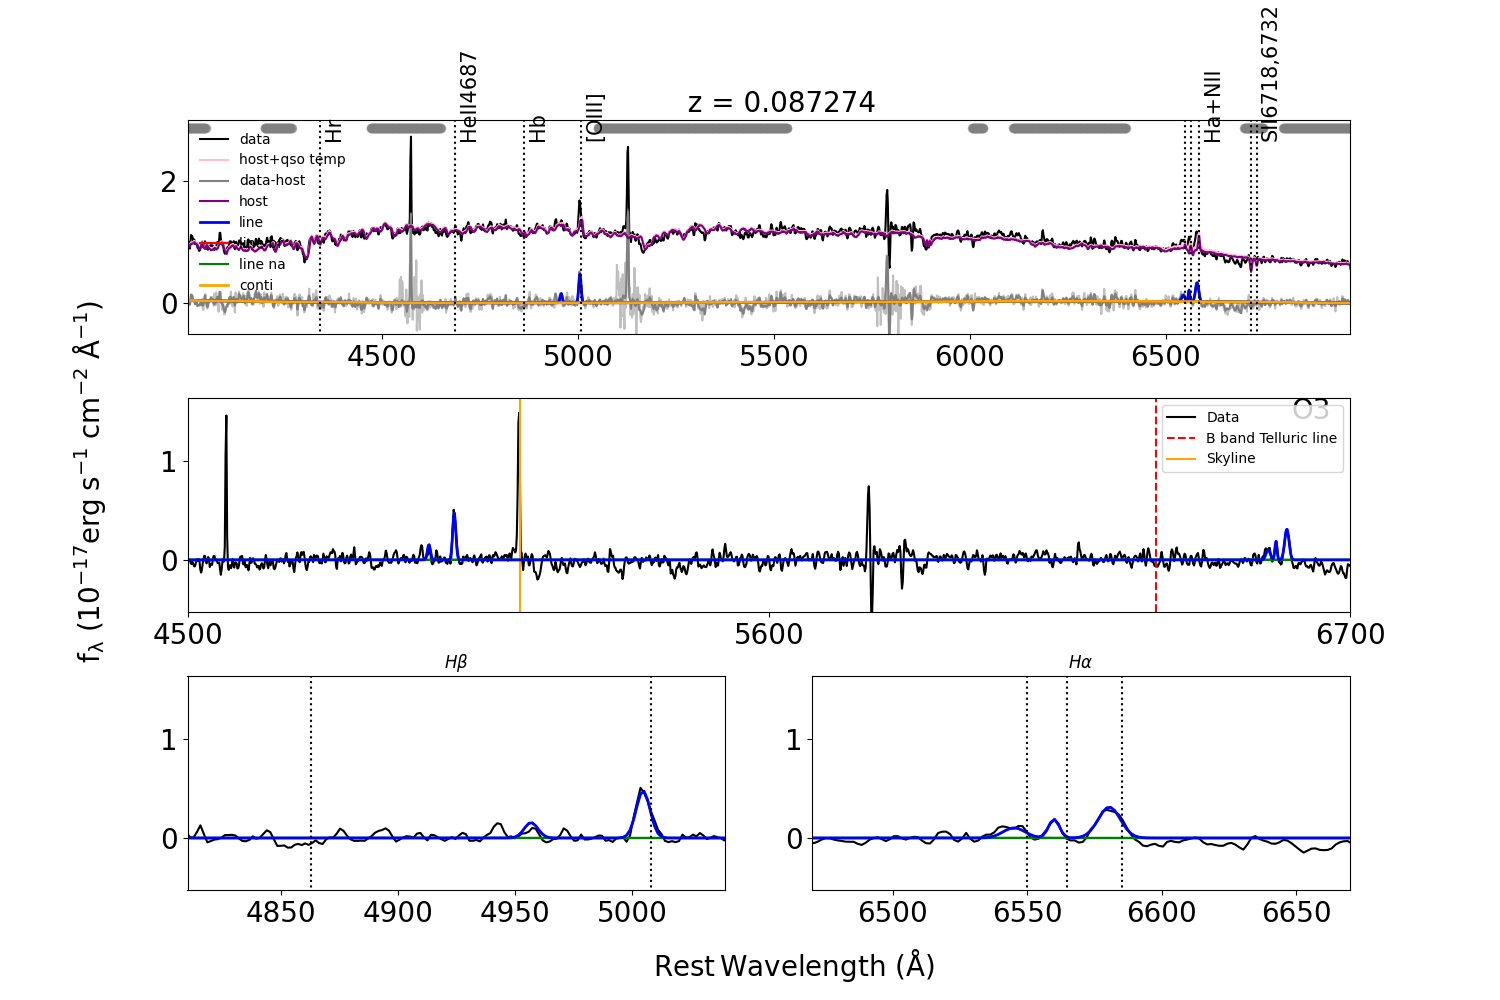 z = 0.087274
Hr
HeII4687
Hb
[OIII]
Ha+NII
SII6718,6732
data
host+qso temp
data-host
host
line
line na
conti
2
0
4500 5000 5500 6000 6500
O3
Data
B band Telluric line
Skyline
1
0
4500 5600 6700
fλ (10⁻¹⁷erg s⁻¹ cm⁻² Å⁻¹)
Hβ
1
0
4850 4900 4950 5000
Hα
1
0
6500 6550 6600 6650
Rest Wavelength (Å)